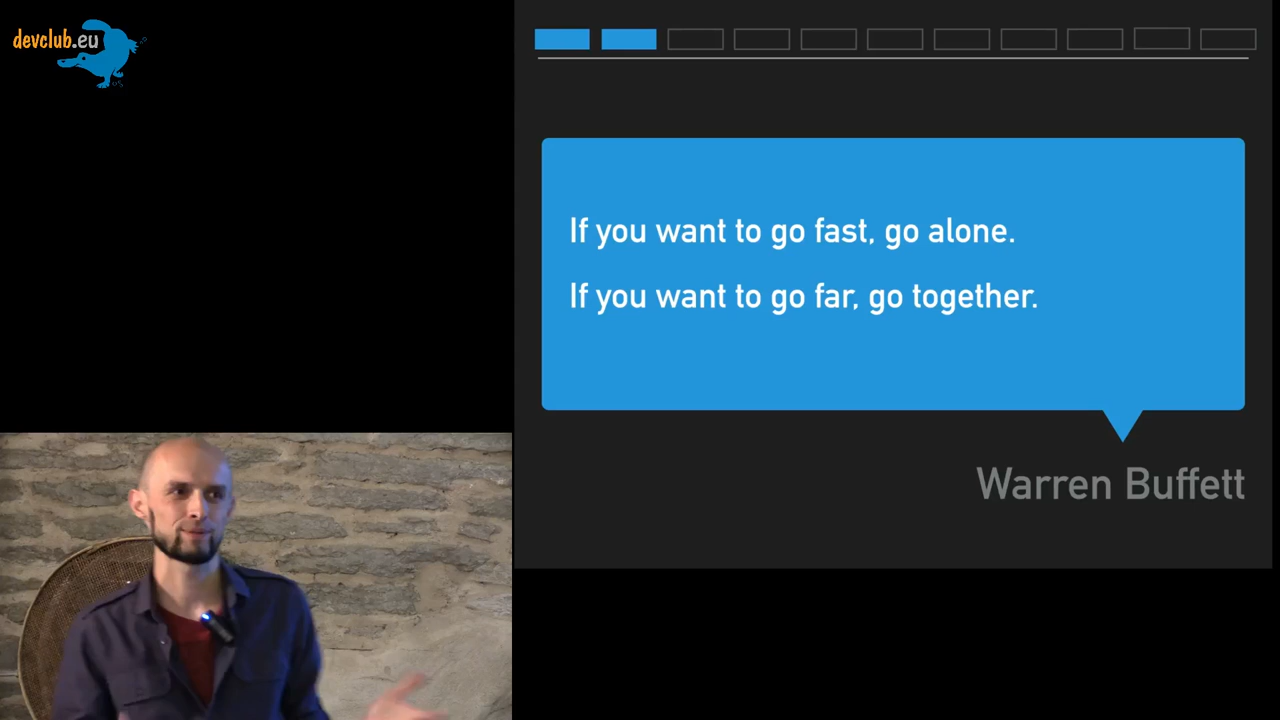 devclub.eu
If you want to go fast, go alone.
If you want to go far, go together.
Warren Buffett